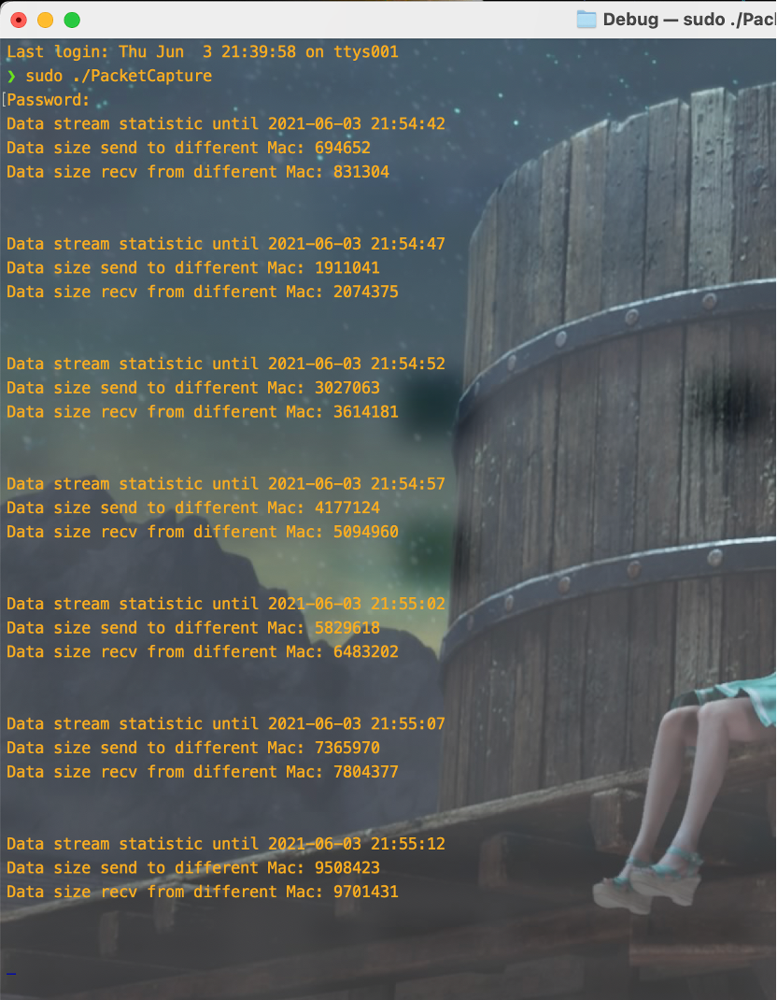 Debug — sudo ./Pac
Last login: Thu Jun  3 21:39:58 on ttys001
❯ sudo ./PacketCapture
[Password:
Data stream statistic until 2021-06-03 21:54:42
Data size send to different Mac: 694652
Data size recv from different Mac: 831304
Data stream statistic until 2021-06-03 21:54:47
Data size send to different Mac: 1911041
Data size recv from different Mac: 2074375
Data stream statistic until 2021-06-03 21:54:52
Data size send to different Mac: 3027063
Data size recv from different Mac: 3614181
Data stream statistic until 2021-06-03 21:54:57
Data size send to different Mac: 4177124
Data size recv from different Mac: 5094960
Data stream statistic until 2021-06-03 21:55:02
Data size send to different Mac: 5829618
Data size recv from different Mac: 6483202
Data stream statistic until 2021-06-03 21:55:07
Data size send to different Mac: 7365970
Data size recv from different Mac: 7804377
Data stream statistic until 2021-06-03 21:55:12
Data size send to different Mac: 9508423
Data size recv from different Mac: 9701431